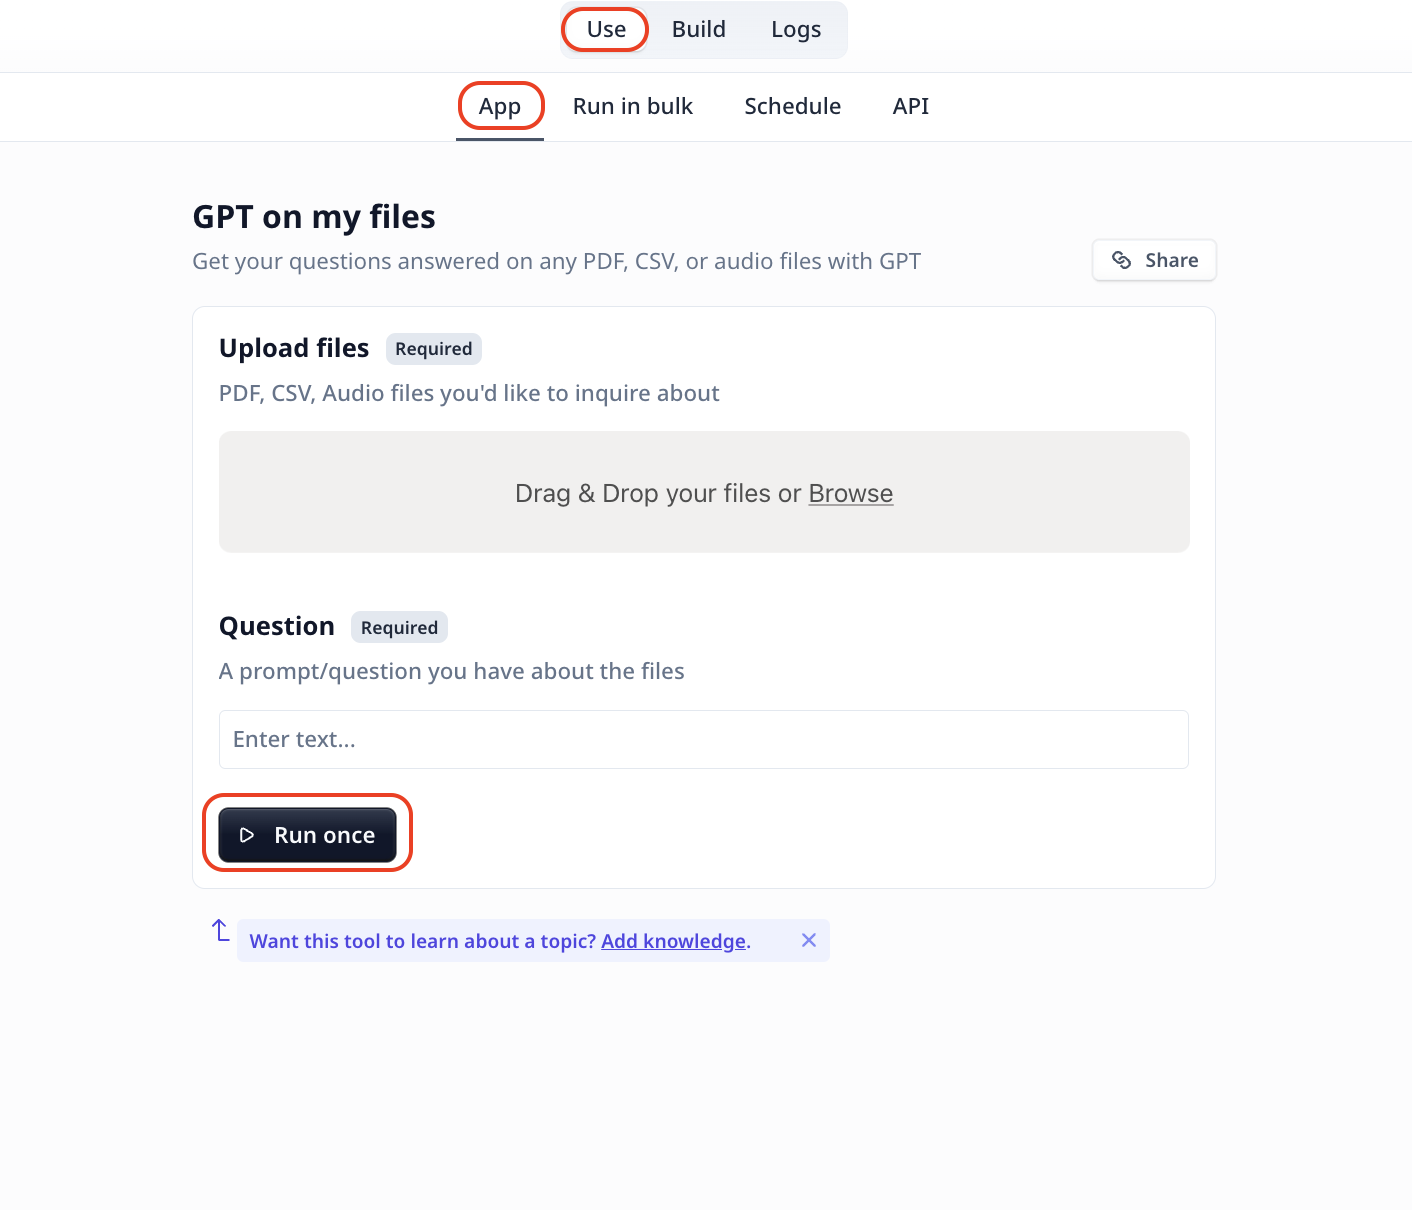 Use Build Logs
App Run in bulk Schedule API
GPT on my files
Get your questions answered on any PDF, CSV, or audio files with GPT
Share
Upload files Required
PDF, CSV, Audio files you'd like to inquire about
Drag & Drop your files or Browse
Question Required
A prompt/question you have about the files
Enter text...
Run once
Want this tool to learn about a topic? Add knowledge.